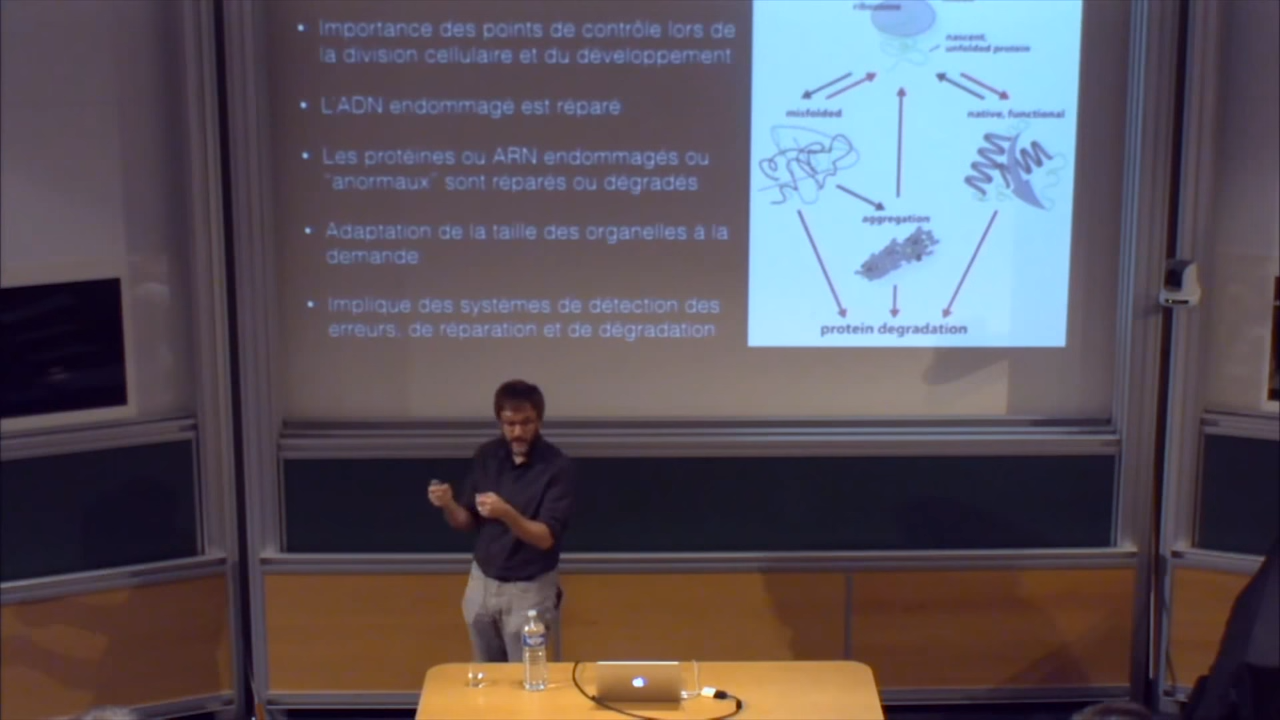 Importance des points de contrôle lors de
la division cellulaire et du développement
L'ADN endommagé est réparé
Les protéines ou ARN endommagés ou
"anormaux" sont réparés ou dégradés
Adaptation de la taille des organelles à la
demande
Implique des systèmes de détection des
erreurs, de réparation et de dégradation
ribosome
nascent,
unfolded protein
misfolded
native, functional
aggregation
protein degradation